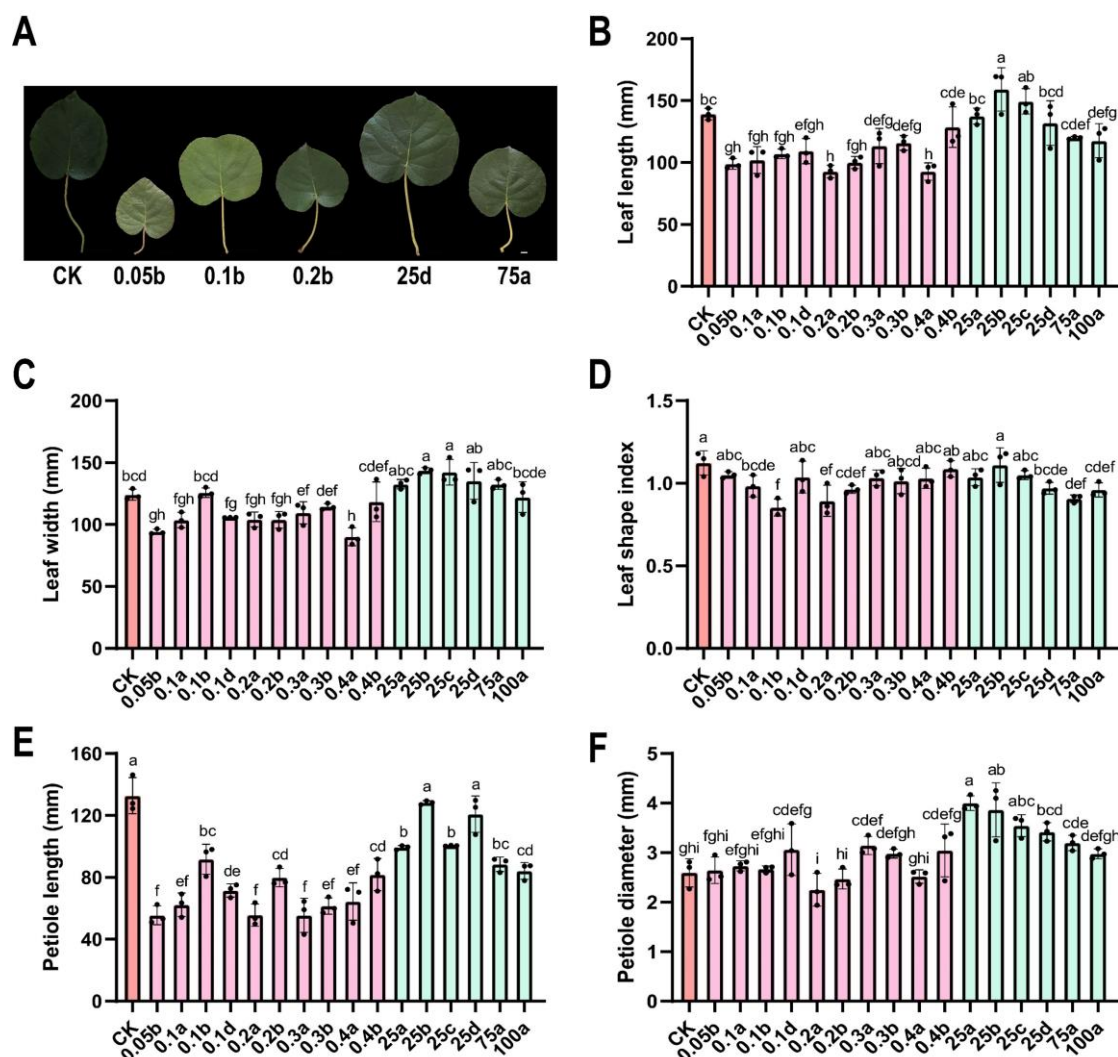 A
CK 0.05b 0.1b 0.2b 25d 75a
B
Leaf length (mm)
200
150
100
50
0
bc gh fgh fgh efgh h fgh defg defg h cde bc a ab bcd cdef defg
CK 0.05b 0.1a 0.1b 0.1d 0.2a 0.2b 0.3a 0.3b 0.4a 0.4b 25a 25b 25c 25d 75a 100a
C
Leaf width (mm)
200
150
100
50
0
bcd gh fgh bcd fg fgh fgh ef def h cdef abc a a ab abc bcde
CK 0.05b 0.1a 0.1b 0.1d 0.2a 0.2b 0.3a 0.3b 0.4a 0.4b 25a 25b 25c 25d 75a 100a
D
Leaf shape index
1.5
1.0
0.5
0.0
a abc bcde f abc ef cdef abc abcd abc ab abc a abc bcde def cdef
CK 0.05b 0.1a 0.1b 0.1d 0.2a 0.2b 0.3a 0.3b 0.4a 0.4b 25a 25b 25c 25d 75a 100a
E
Petiole length (mm)
160
120
80
40
0
a f ef bc de f cd f ef ef cd b a b a bc cd
CK 0.05b 0.1a 0.1b 0.1d 0.2a 0.2b 0.3a 0.3b 0.4a 0.4b 25a 25b 25c 25d 75a 100a
F
Petiole diameter (mm)
5
4
3
2
1
0
ghi fghi efghi efghi cdefg i hi cdef defgh ghi cdefg a ab abc bcd cde defgh
CK 0.05b 0.1a 0.1b 0.1d 0.2a 0.2b 0.3a 0.3b 0.4a 0.4b 25a 25b 25c 25d 75a 100a